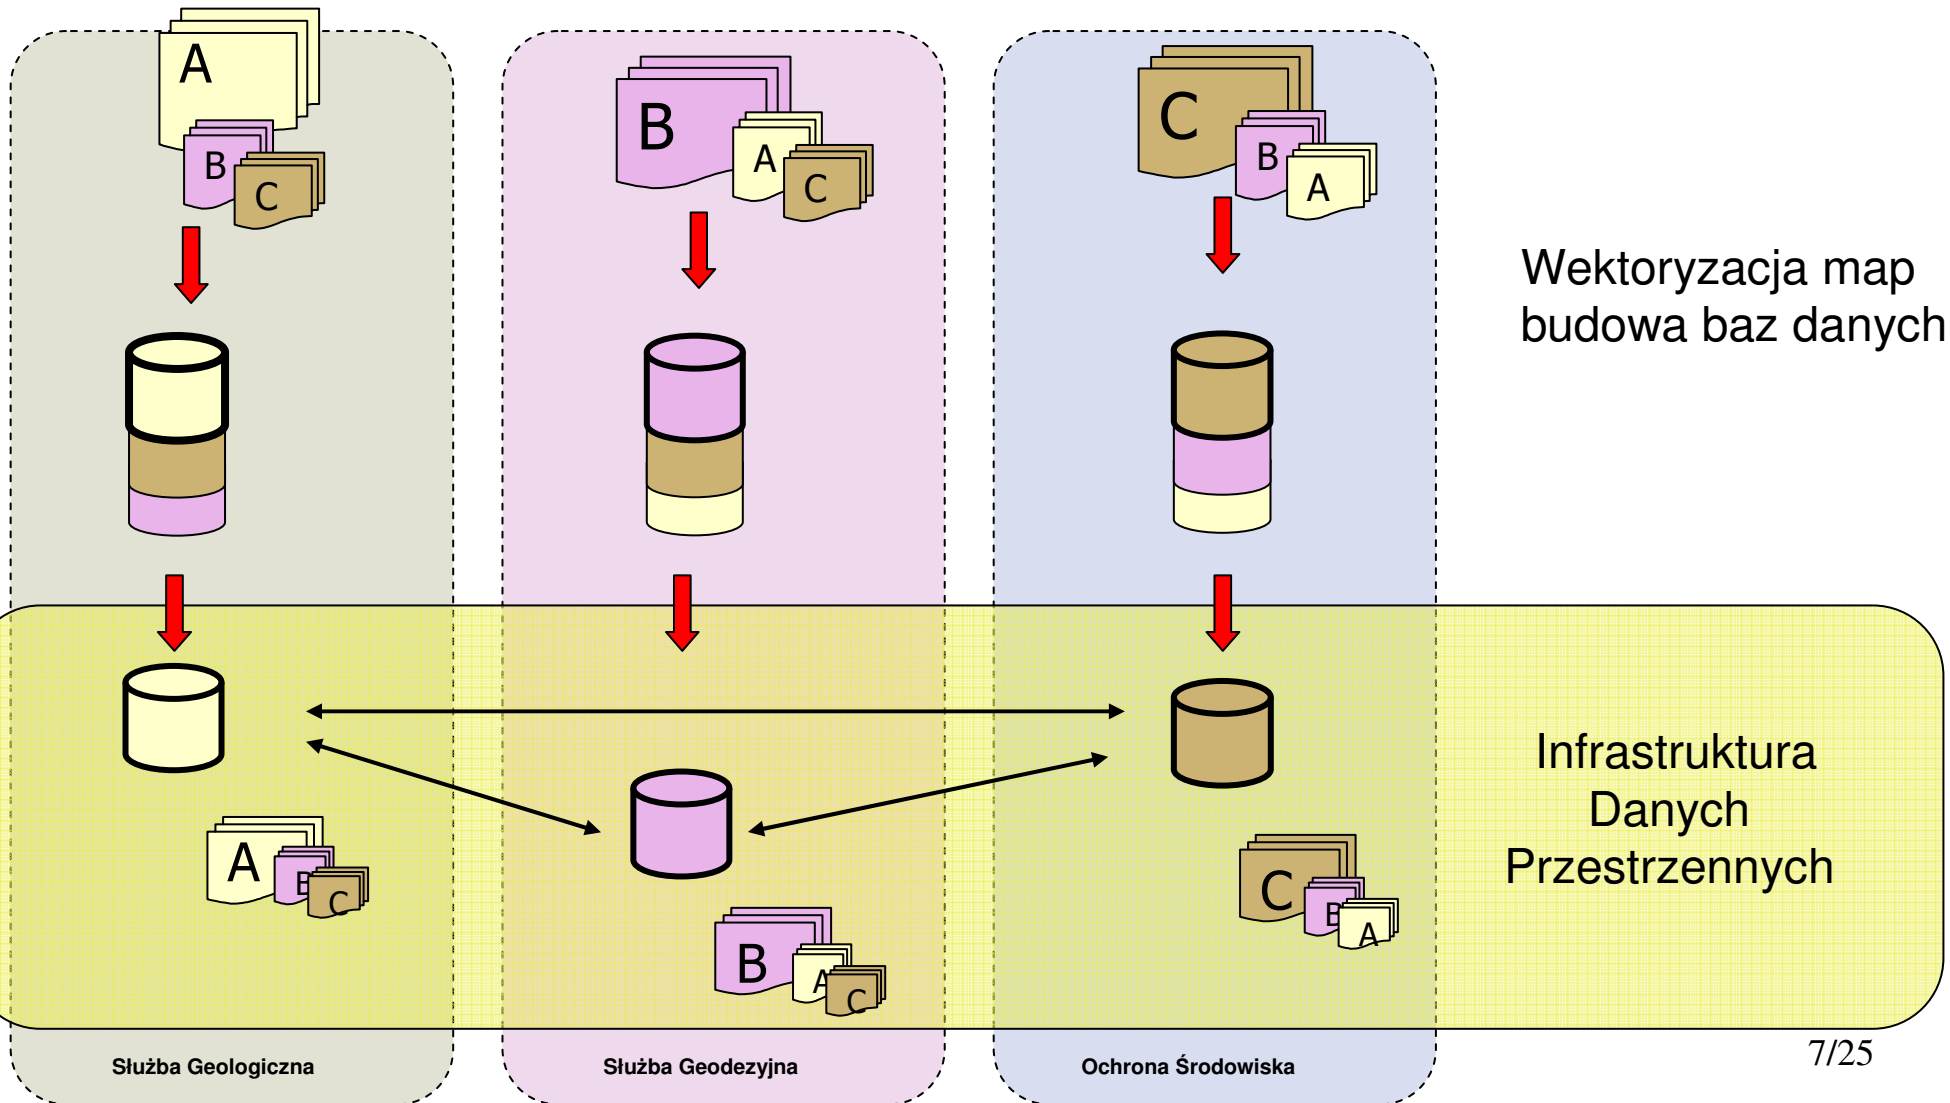 A
B
C
B
A
C
C
B
A
Wektoryzacja map
budowa baz danych
A
B
C
B
A
C
C
B
A
Infrastruktura
Danych
Przestrzennych
Służba Geologiczna
Służba Geodezyjna
Ochrona Środowiska
7/25